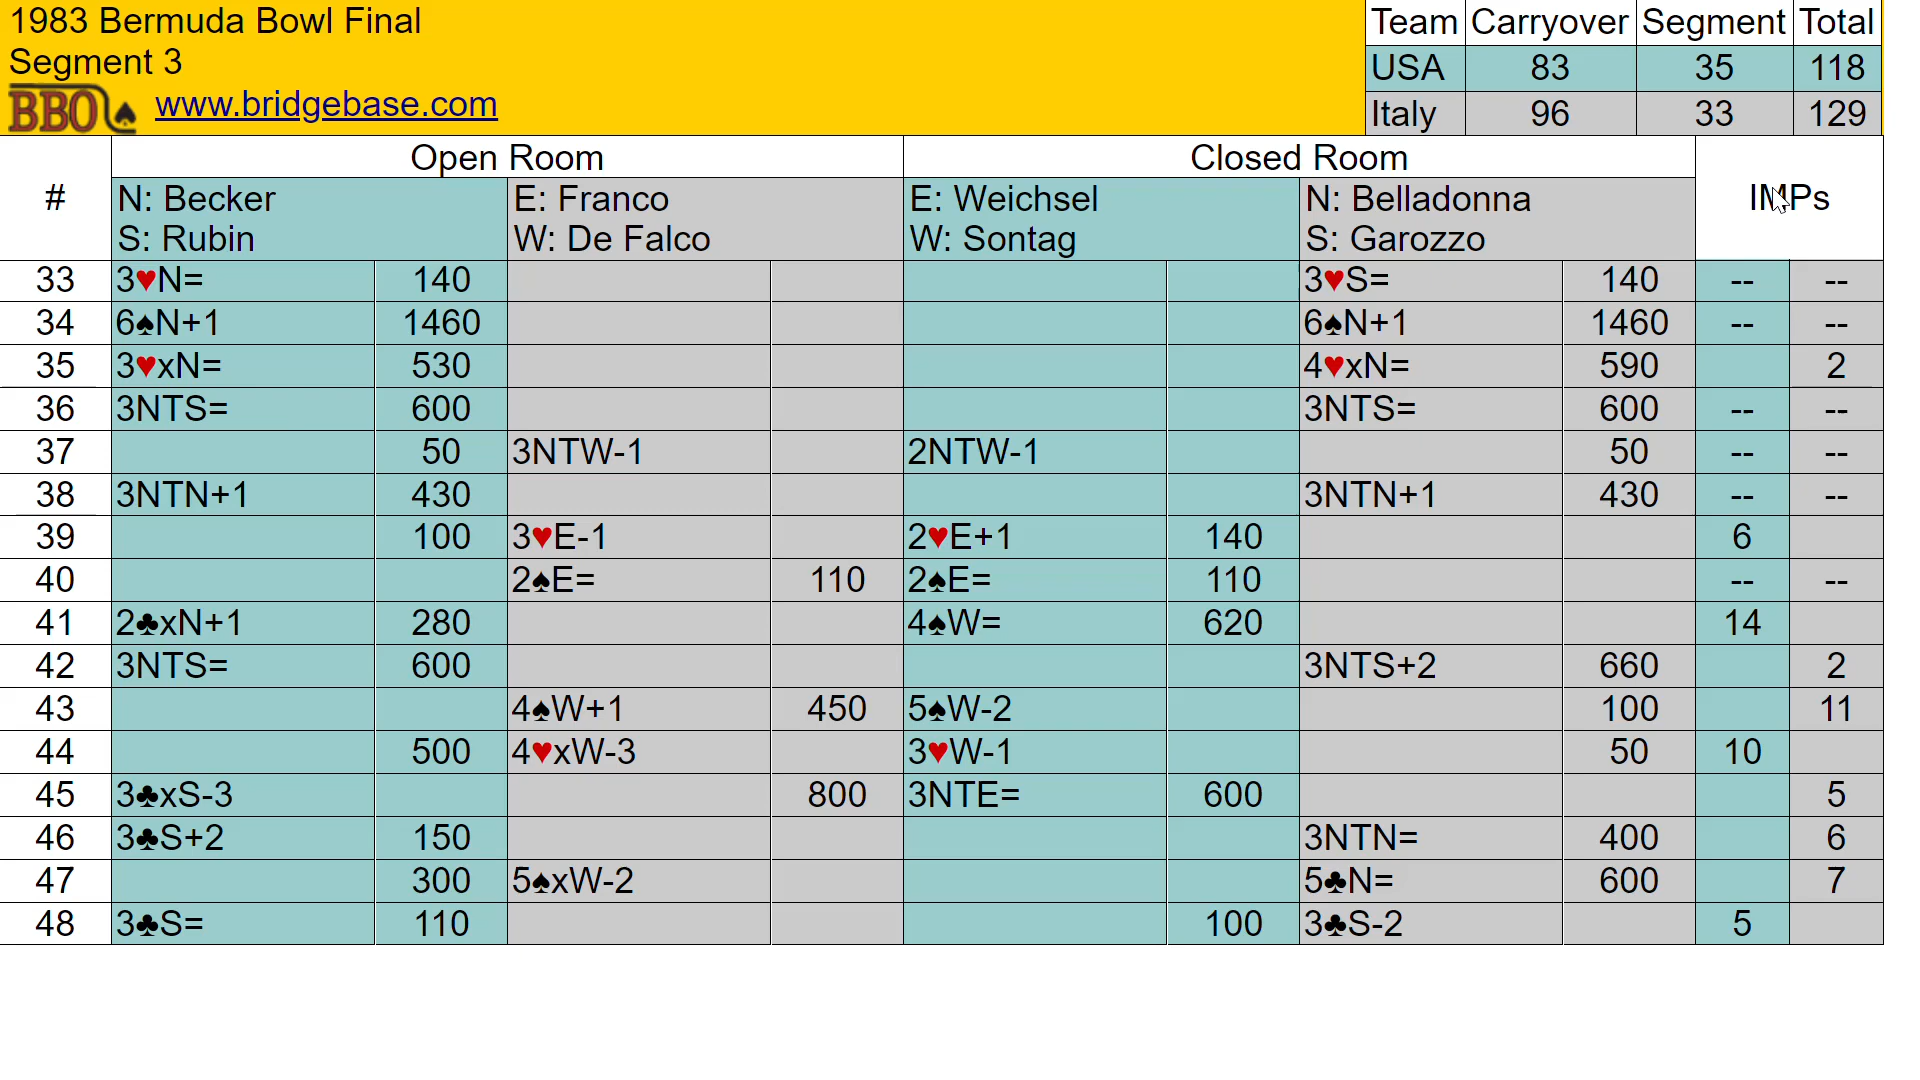 1983 Bermuda Bowl Final
Segment 3
BBO♠ www.bridgebase.com
Team Carryover Segment Total
USA 83 35 118
Italy 96 33 129
# Open Room Closed Room IMPs
N: Becker E: Franco E: Weichsel N: Belladonna
S: Rubin W: De Falco W: Sontag S: Garozzo
33 3♥N= 140 3♥S= 140 -- --
34 6♠N+1 1460 6♠N+1 1460 -- --
35 3♥xN= 530 4♥xN= 590 2
36 3NTS= 600 3NTS= 600 -- --
37 50 3NTW-1 2NTW-1 50 -- --
38 3NTN+1 430 3NTN+1 430 -- --
39 100 3♥E-1 2♥E+1 140 6
40 2♠E= 110 2♠E= 110 -- --
41 2♣xN+1 280 4♠W= 620 14
42 3NTS= 600 3NTS+2 660 2
43 4♠W+1 450 5♠W-2 100 11
44 500 4♥xW-3 3♥W-1 50 10
45 3♣xS-3 800 3NTE= 600 5
46 3♣S+2 150 3NTN= 400 6
47 300 5♠xW-2 5♣N= 600 7
48 3♣S= 110 100 3♣S-2 5